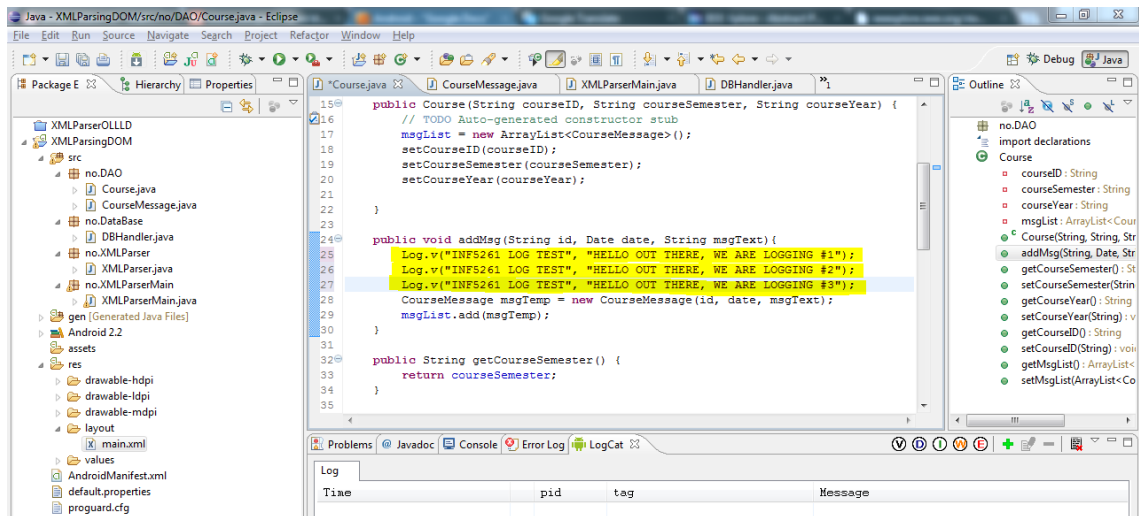 Java - XMLParsingDOM/src/no/DAO/Course.java - Eclipse
File Edit Run Source Navigate Search Project Refactor Window Help
Debug Java
Package E Hierarchy Properties
XMLParserOLLLD
XMLParsingDOM
src
no.DAO
Course.java
CourseMessage.java
no.DataBase
DBHandler.java
no.XMLParser
XMLParser.java
no.XMLParserMain
XMLParserMain.java
gen [Generated Java Files]
Android 2.2
assets
res
drawable-hdpi
drawable-ldpi
drawable-mdpi
layout
main.xml
values
AndroidManifest.xml
default.properties
proguard.cfg
*Course.java CourseMessage.java XMLParserMain.java DBHandler.java »1
15 public Course(String courseID, String courseSemester, String courseYear) {
16 // TODO Auto-generated constructor stub
17 msgList = new ArrayList<CourseMessage>();
18 setCourseID(courseID);
19 setCourseSemester(courseSemester);
20 setCourseYear(courseYear);
21
22 }
23
24 public void addMsg(String id, Date date, String msgText){
25 Log.v("INF5261 LOG TEST", "HELLO OUT THERE, WE ARE LOGGING #1");
26 Log.v("INF5261 LOG TEST", "HELLO OUT THERE, WE ARE LOGGING #2");
27 Log.v("INF5261 LOG TEST", "HELLO OUT THERE, WE ARE LOGGING #3");
28 CourseMessage msgTemp = new CourseMessage(id, date, msgText);
29 msgList.add(msgTemp);
30 }
31
32 public String getCourseSemester() {
33 return courseSemester;
34 }
35
Outline
no.DAO
import declarations
Course
courseID : String
courseSemester : String
courseYear : String
msgList : ArrayList<Cour
Course(String, String, Str
addMsg(String, Date, Str
getCourseSemester() : St
setCourseSemester(Strin
getCourseYear() : String
setCourseYear(String) : v
getCourseID() : String
setCourseID(String) : voi
getMsgList() : ArrayList<
setMsgList(ArrayList<Co
Problems @ Javadoc Console Error Log LogCat
V D I W E
Log
Time pid tag Message